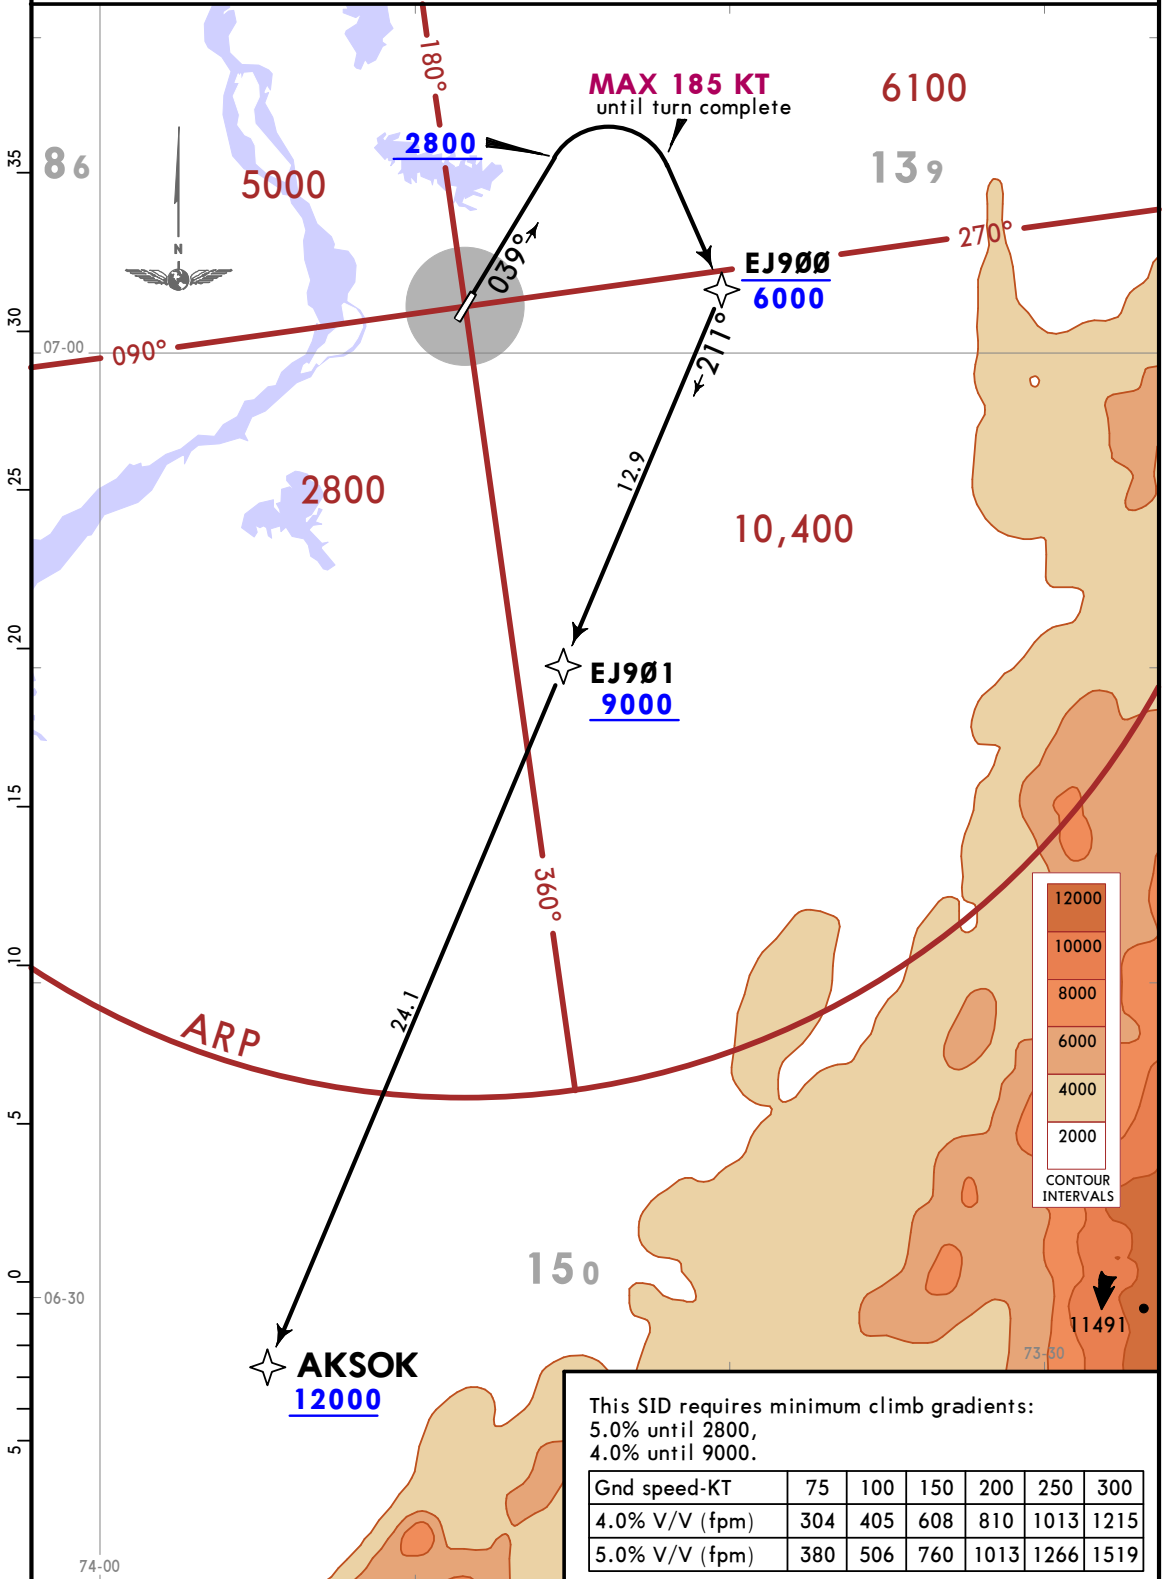 MAX 185 KT
until turn complete
6100
180°
2800
35
86
5000
139
N
039°
270°
EJ9ØØ
6000
30
07-00
090°
211°
12.9
25
2800
10,400
20
EJ9Ø1
9000
15
360°
12000
10000
8000
6000
4000
2000
CONTOUR
INTERVALS
10
24.1
ARP
5
0
06-30
150
11491
73-30
AKSOK
12000
5
74-00
This SID requires minimum climb gradients:
5.0% until 2800,
4.0% until 9000.
Gnd speed-KT 75 100 150 200 250 300
4.0% V/V (fpm) 304 405 608 810 1013 1215
5.0% V/V (fpm) 380 506 760 1013 1266 1519